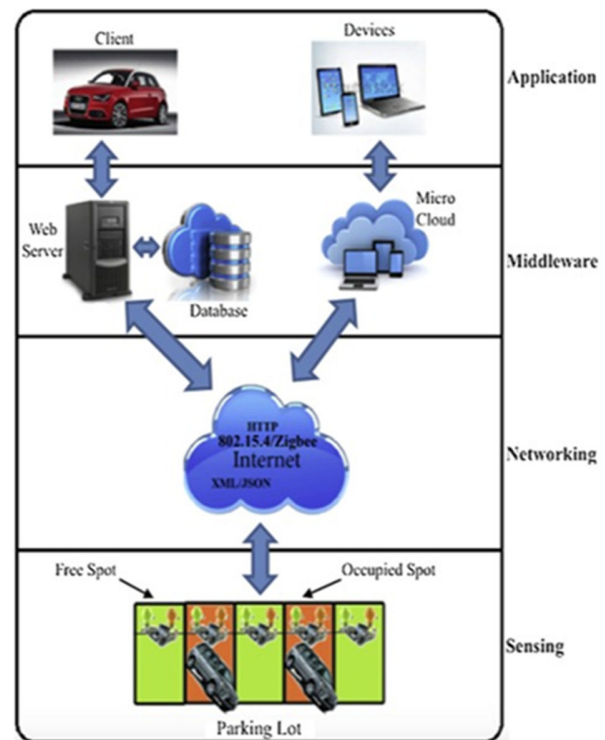 Client
Devices
Application
Web
Server
Micro
Cloud
Middleware
Database
HTTP
802.15.4/Zigbee
Internet
XML/JSON
Networking
Free Spot
Occupied Spot
Sensing
Parking Lot